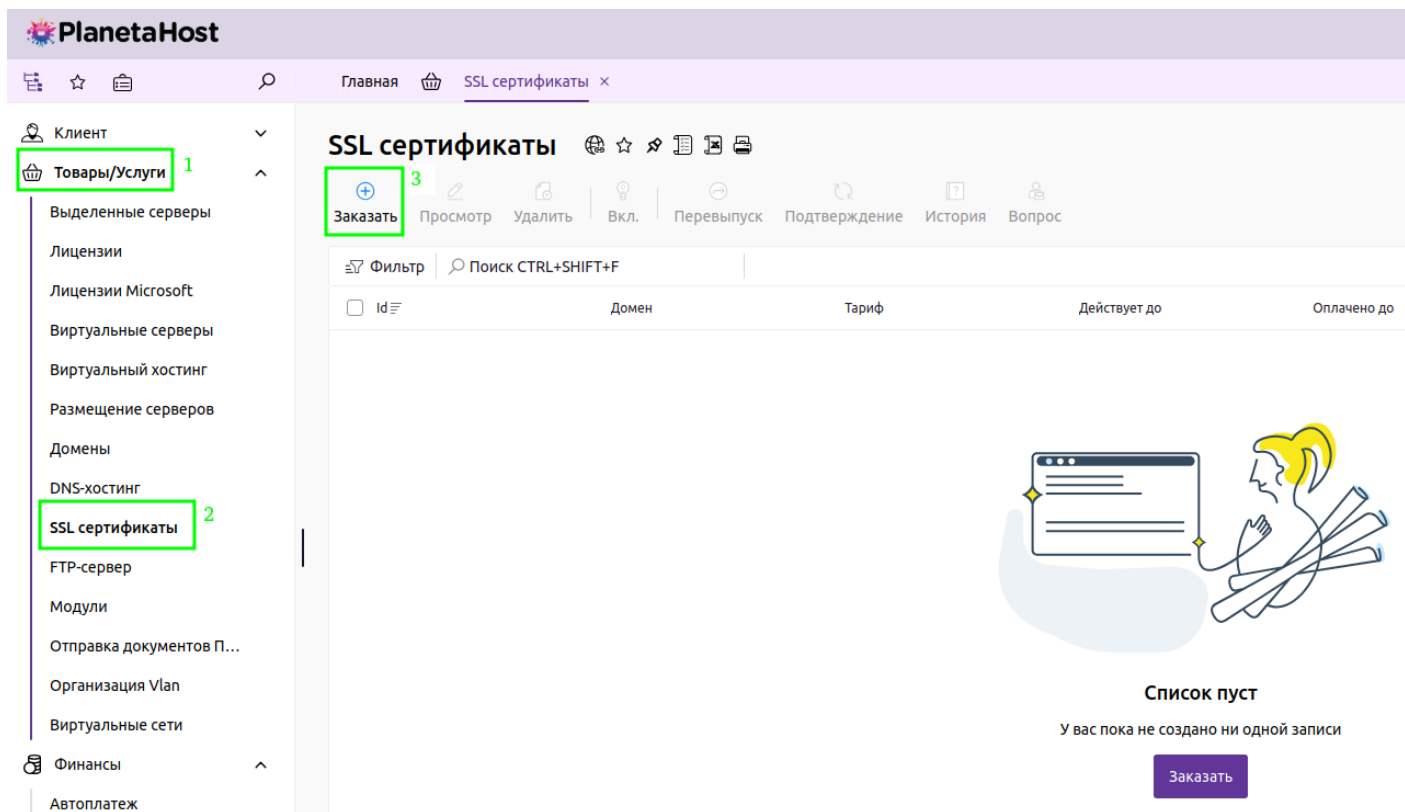 PlanetaHost
Главная
SSL сертификаты ×
Клиент
Товары/Услуги 1
Выделенные серверы
Лицензии
Лицензии Microsoft
Виртуальные серверы
Виртуальный хостинг
Размещение серверов
Домены
DNS-хостинг
SSL сертификаты 2
FTP-сервер
Модули
Отправка документов П...
Организация Vlan
Виртуальные сети
Финансы
Автоплатеж
SSL сертификаты
3
Заказать Просмотр Удалить Вкл. Перевыпуск Подтверждение История Вопрос
Фильтр Поиск CTRL+SHIFT+F
Id Домен Тариф Действует до Оплачено до
Список пуст
У вас пока не создано ни одной записи
Заказать